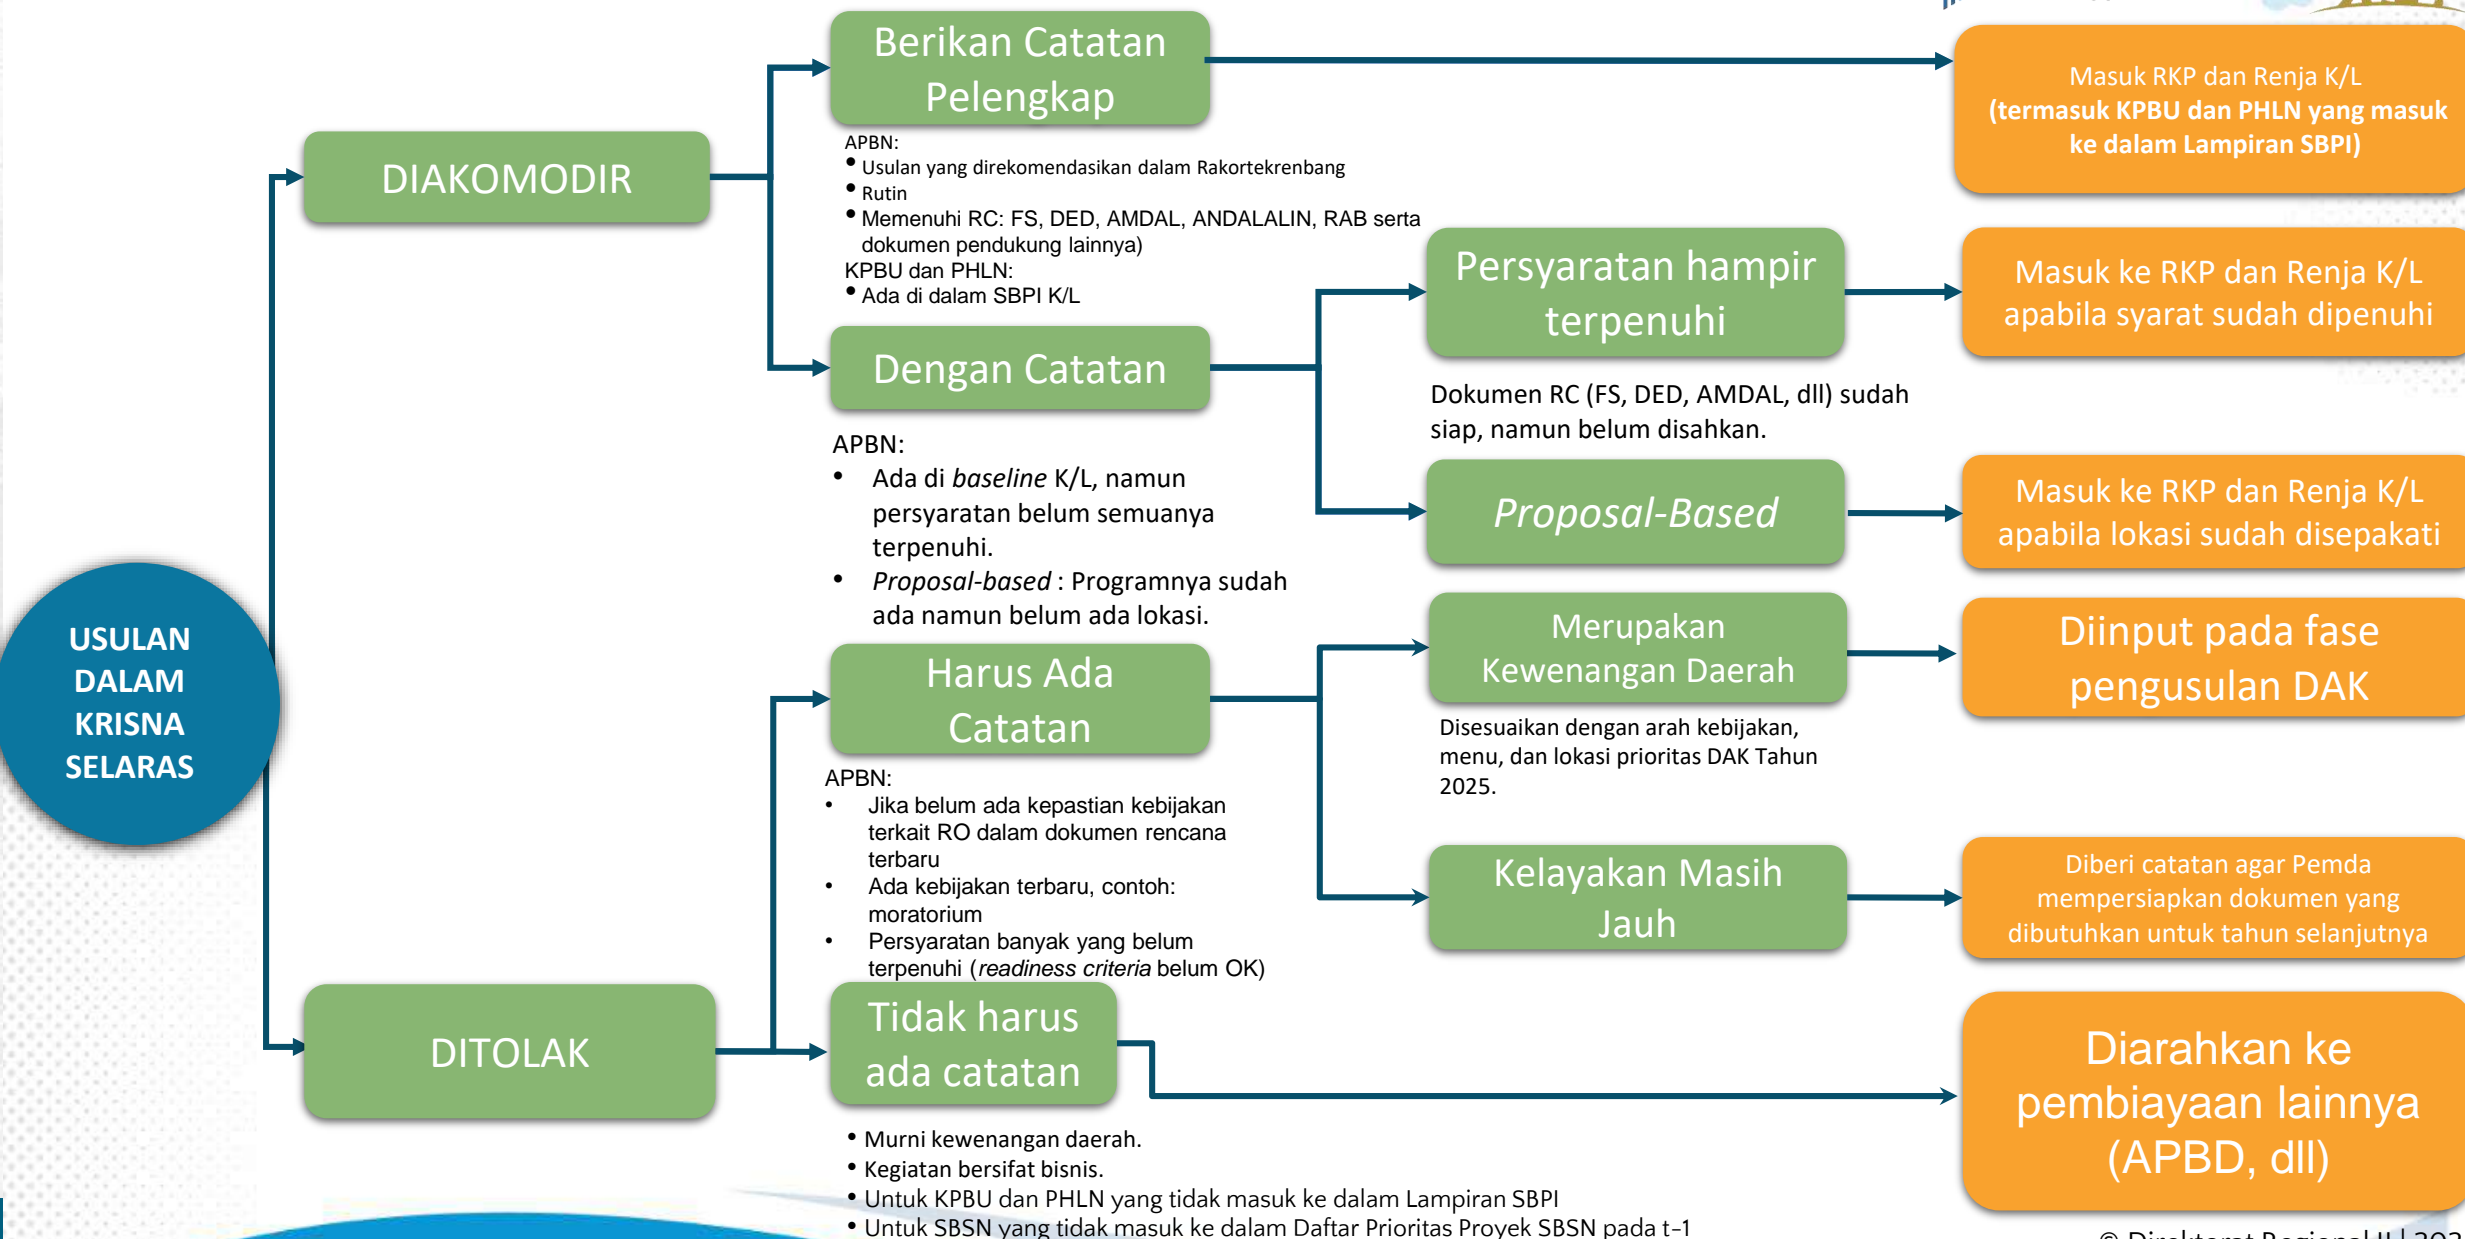 USULAN
DALAM
KRISNA
SELARAS
DIAKOMODIR
Berikan Catatan
Pelengkap
APBN:
• Usulan yang direkomendasikan dalam Rakortekrenbang
• Rutin
• Memenuhi RC: FS, DED, AMDAL, ANDALALIN, RAB serta
dokumen pendukung lainnya)
KPBU dan PHLN:
• Ada di dalam SBPI K/L
Masuk RKP dan Renja K/L
(termasuk KPBU dan PHLN yang masuk
ke dalam Lampiran SBPI)
Dengan Catatan
APBN:
• Ada di baseline K/L, namun
persyaratan belum semuanya
terpenuhi.
• Proposal-based : Programnya sudah
ada namun belum ada lokasi.
Persyaratan hampir
terpenuhi
Dokumen RC (FS, DED, AMDAL, dll) sudah
siap, namun belum disahkan.
Masuk ke RKP dan Renja K/L
apabila syarat sudah dipenuhi
Proposal-Based
Masuk ke RKP dan Renja K/L
apabila lokasi sudah disepakati
DITOLAK
Harus Ada
Catatan
APBN:
• Jika belum ada kepastian kebijakan
terkait RO dalam dokumen rencana
terbaru
• Ada kebijakan terbaru, contoh:
moratorium
• Persyaratan banyak yang belum
terpenuhi (readiness criteria belum OK)
Merupakan
Kewenangan Daerah
Disesuaikan dengan arah kebijakan,
menu, dan lokasi prioritas DAK Tahun
2025.
Diinput pada fase
pengusulan DAK
Kelayakan Masih
Jauh
Diberi catatan agar Pemda
mempersiapkan dokumen yang
dibutuhkan untuk tahun selanjutnya
Tidak harus
ada catatan
• Murni kewenangan daerah.
• Kegiatan bersifat bisnis.
• Untuk KPBU dan PHLN yang tidak masuk ke dalam Lampiran SBPI
• Untuk SBSN yang tidak masuk ke dalam Daftar Prioritas Proyek SBSN pada t-1
Diarahkan ke
pembiayaan lainnya
(APBD, dll)
© Direktorat Regional II |